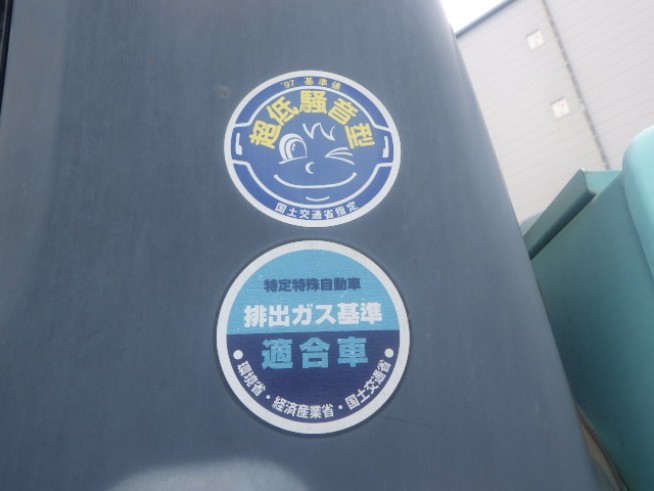 '97 基準値
超低騒音型
国土交通省指定
特定特殊自動車
排出ガス基準
適合車
●環境省・経済産業省・国土交通省●